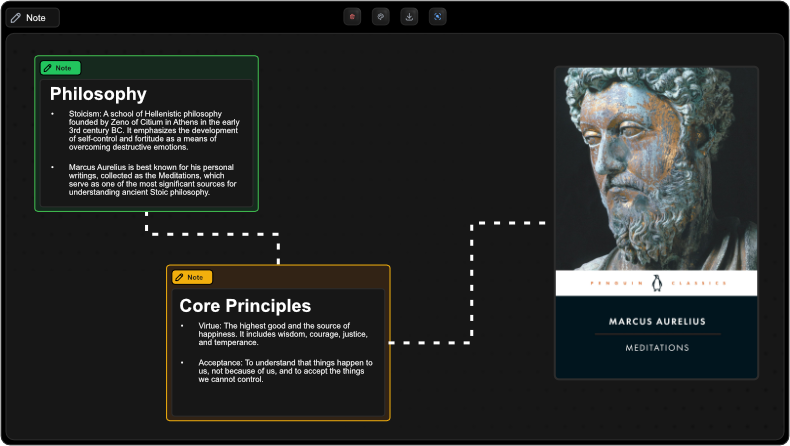 Note
Note
Philosophy
• Stoicism: A school of Hellenistic philosophy
founded by Zeno of Citium in Athens in the early
3rd century BC. It emphasizes the development
of self-control and fortitude as a means of
overcoming destructive emotions.
• Marcus Aurelius is best known for his personal
writings, collected as the Meditations, which
serve as one of the most significant sources for
understanding ancient Stoic philosophy.
Note
Core Principles
• Virtue: The highest good and the source of
happiness. It includes wisdom, courage, justice,
and temperance.
• Acceptance: To understand that things happen to
us, not because of us, and to accept the things
we cannot control.
PENGUIN CLASSICS
MARCUS AURELIUS
MEDITATIONS